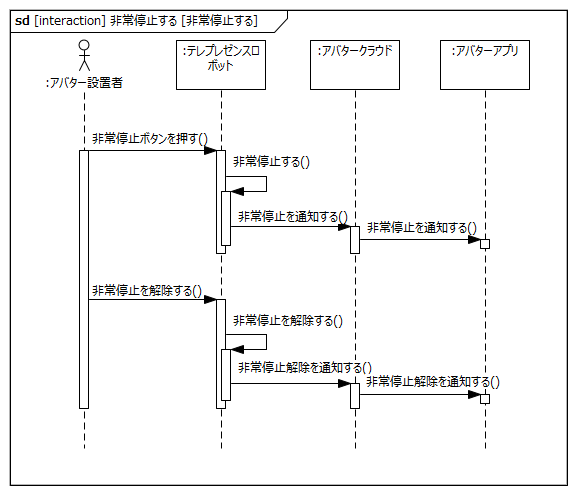 sd [interaction] 非常停止する [非常停止する]
:アバター設置者
:テレプレゼンスロ
ボット
:アバタークラウド
:アバターアプリ
非常停止ボタンを押す()
非常停止する()
非常停止を通知する()
非常停止を通知する()
非常停止を解除する()
非常停止を解除する()
非常停止解除を通知する()
非常停止解除を通知する()